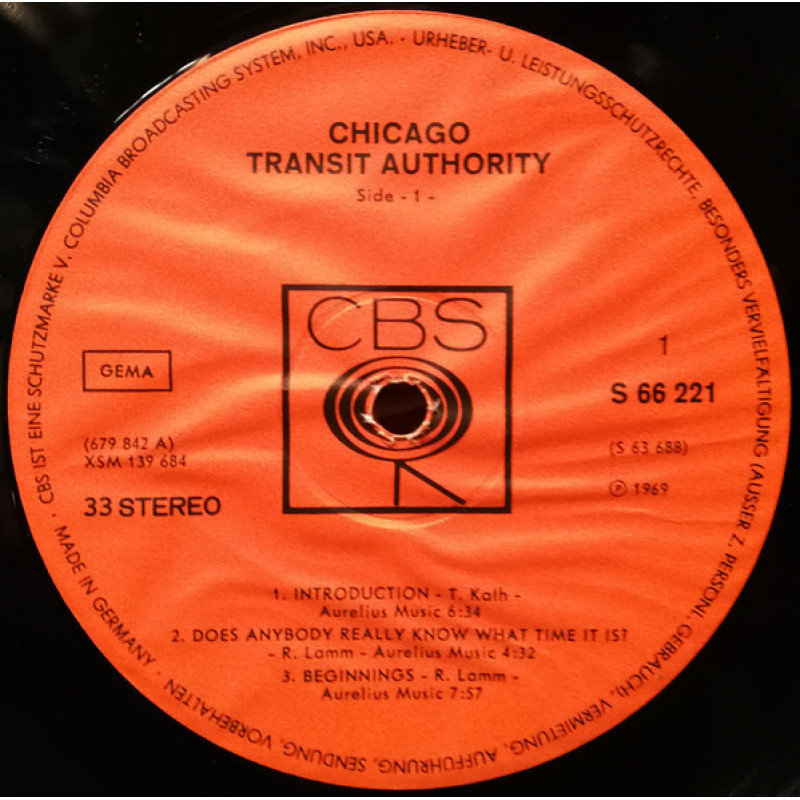 CBS IST EINE SCHUTZMARKE V. COLUMBIA BROADCASTING SYSTEM, INC., USA. · URHEBER- U. LEISTUNGSSCHUTZRECHTE, BESONDERS VERVIELFÄLTIGUNG (AUSSER Z. PERSÖNL. GEBRAUCH), VERMIETUNG, AUFFÜHRUNG, SENDUNG, VORBEHALTEN · MADE IN GERMANY ·
CHICAGO
TRANSIT AUTHORITY
Side - 1 -
CBS
GEMA
1
S 66 221
(679 842 A)
XSM 139 684
(S 63 688)
33 STEREO
Ⓟ 1969
1. INTRODUCTION - T. Kath -
Aurelius Music 6:34
2. DOES ANYBODY REALLY KNOW WHAT TIME IT IS?
- R. Lamm - Aurelius Music 4:32
3. BEGINNINGS - R. Lamm -
Aurelius Music 7:57